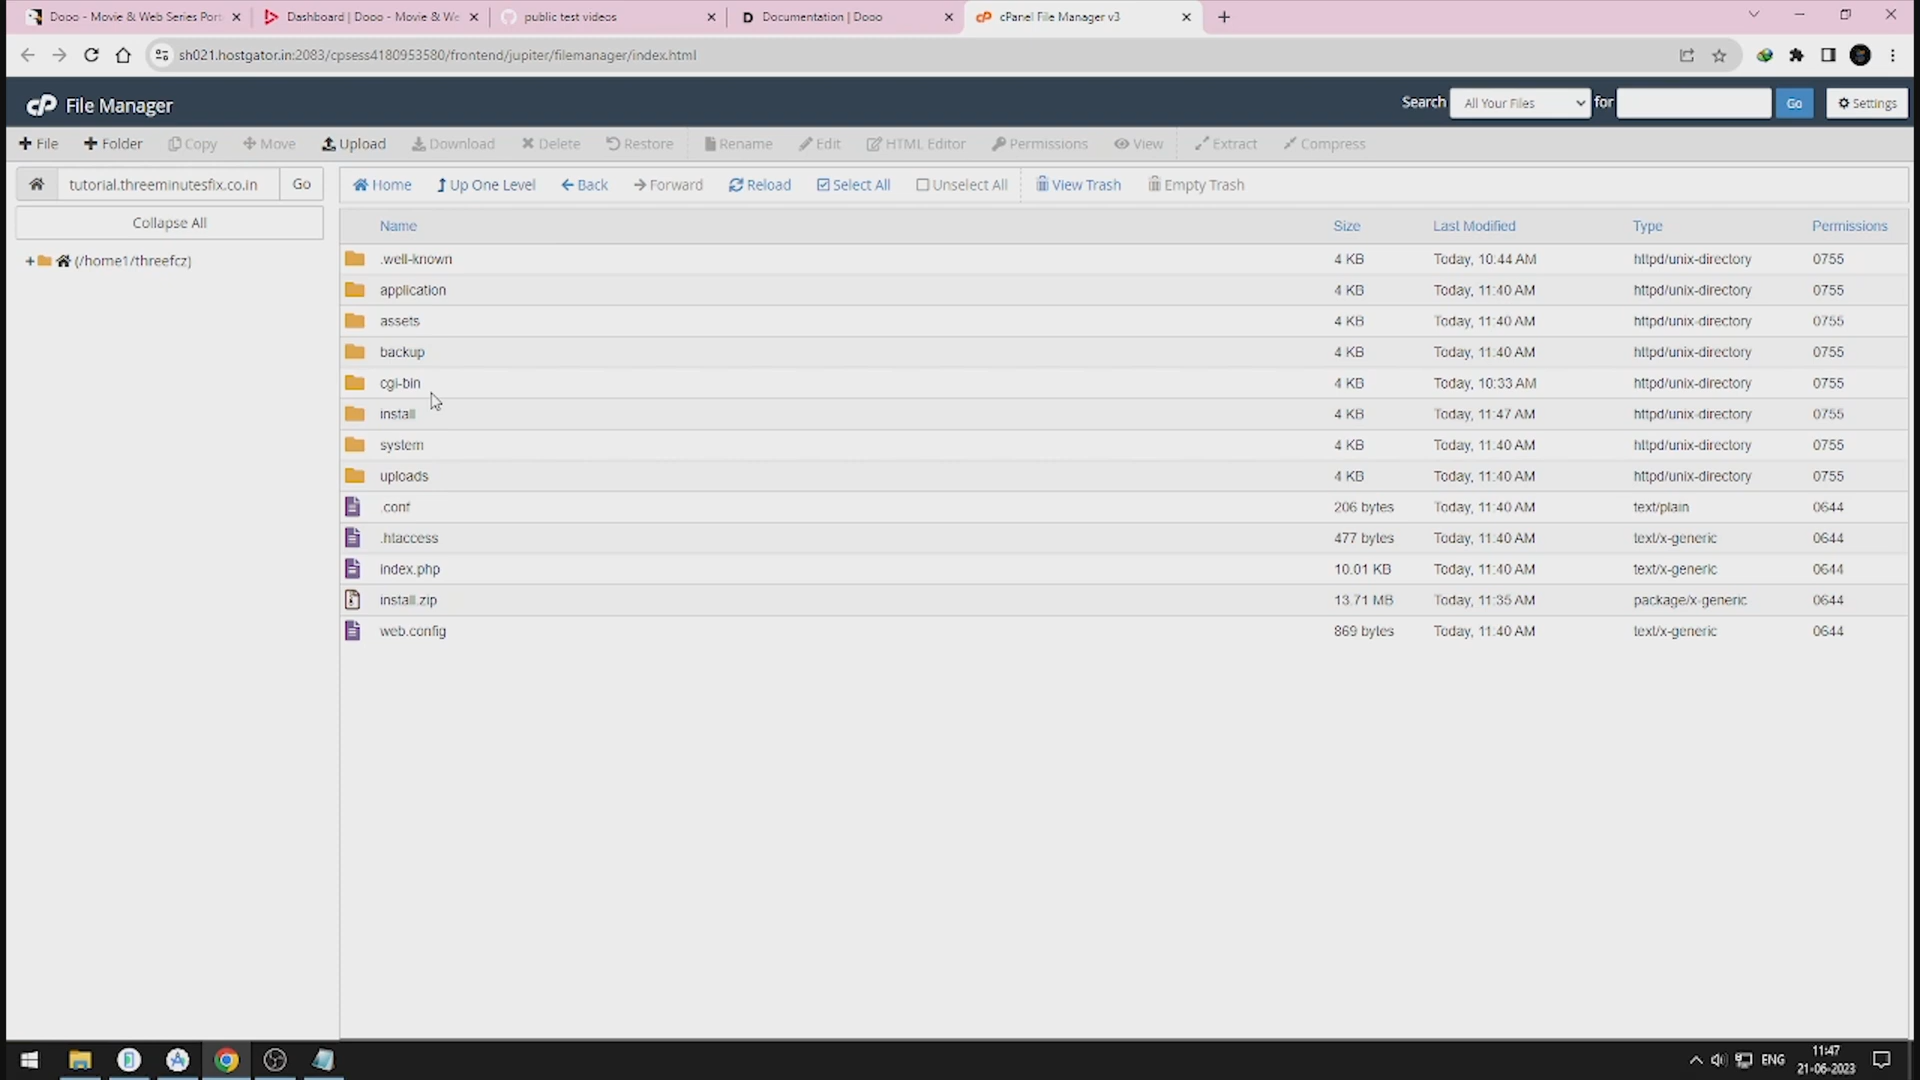 Dooo - Movie & Web Series Port
Dashboard | Dooo - Movie & We
public test videos
Documentation | Dooo
cPanel File Manager v3
sh021.hostgator.in:2083/cpsess4180953580/frontend/jupiter/filemanager/index.html
cP File Manager
Search All Your Files for Go Settings
+ File + Folder Copy Move Upload Download Delete Restore Rename Edit HTML Editor Permissions View Extract Compress
tutorial.threeminutesfix.co.in Go
Home Up One Level Back Forward Reload Select All Unselect All View Trash Empty Trash
Collapse All
+ (/home1/threefcz)
Name Size Last Modified Type Permissions
.well-known 4 KB Today, 10:44 AM httpd/unix-directory 0755
application 4 KB Today, 11:40 AM httpd/unix-directory 0755
assets 4 KB Today, 11:40 AM httpd/unix-directory 0755
backup 4 KB Today, 11:40 AM httpd/unix-directory 0755
cgi-bin 4 KB Today, 10:33 AM httpd/unix-directory 0755
install 4 KB Today, 11:47 AM httpd/unix-directory 0755
system 4 KB Today, 11:40 AM httpd/unix-directory 0755
uploads 4 KB Today, 11:40 AM httpd/unix-directory 0755
.conf 206 bytes Today, 11:40 AM text/plain 0644
.htaccess 477 bytes Today, 11:40 AM text/x-generic 0644
index.php 10.01 KB Today, 11:40 AM text/x-generic 0644
install.zip 13.71 MB Today, 11:35 AM package/x-generic 0644
web.config 869 bytes Today, 11:40 AM text/x-generic 0644
ENG
11:47
21-06-2023